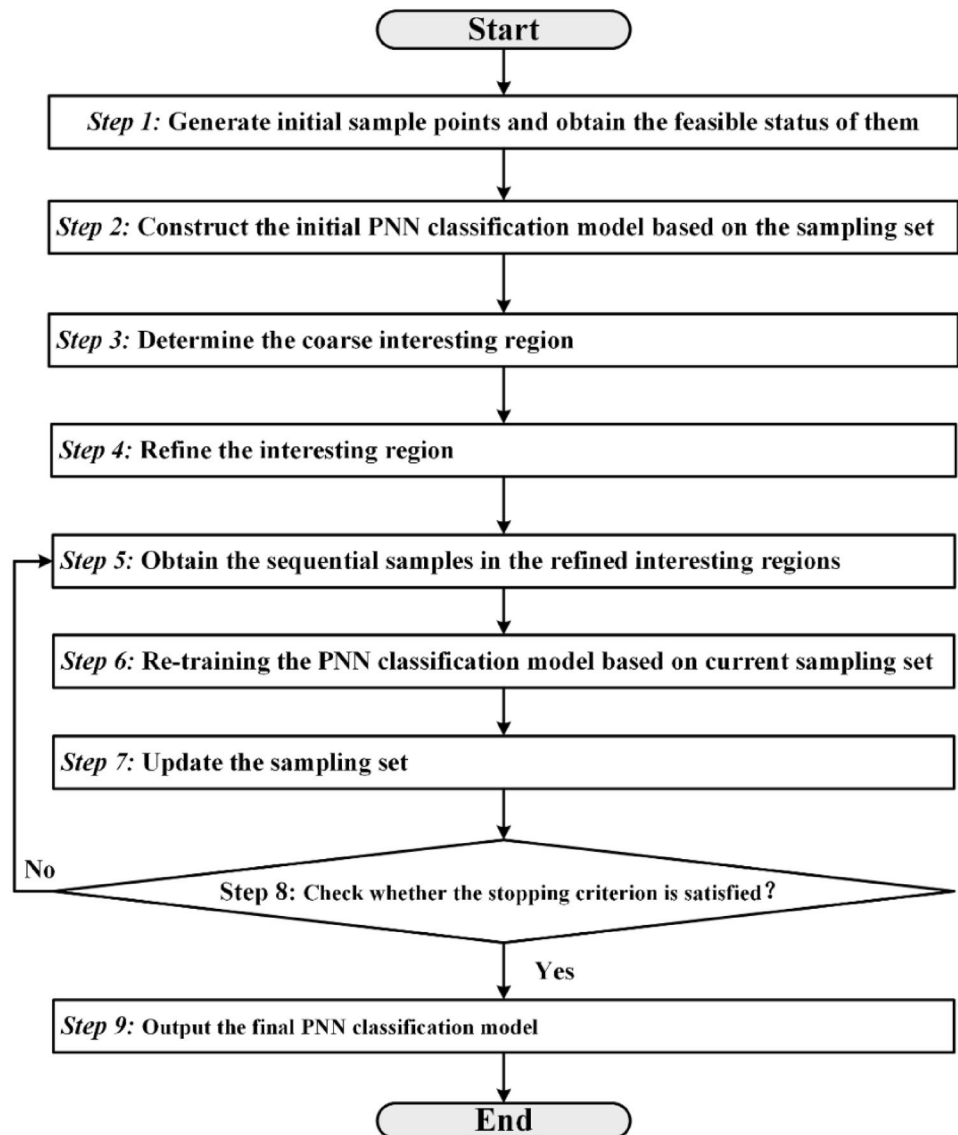 Start
Step 1: Generate initial sample points and obtain the feasible status of them
Step 2: Construct the initial PNN classification model based on the sampling set
Step 3: Determine the coarse interesting region
Step 4: Refine the interesting region
Step 5: Obtain the sequential samples in the refined interesting regions
Step 6: Re-training the PNN classification model based on current sampling set
Step 7: Update the sampling set
No
Step 8: Check whether the stopping criterion is satisfied?
Yes
Step 9: Output the final PNN classification model
End